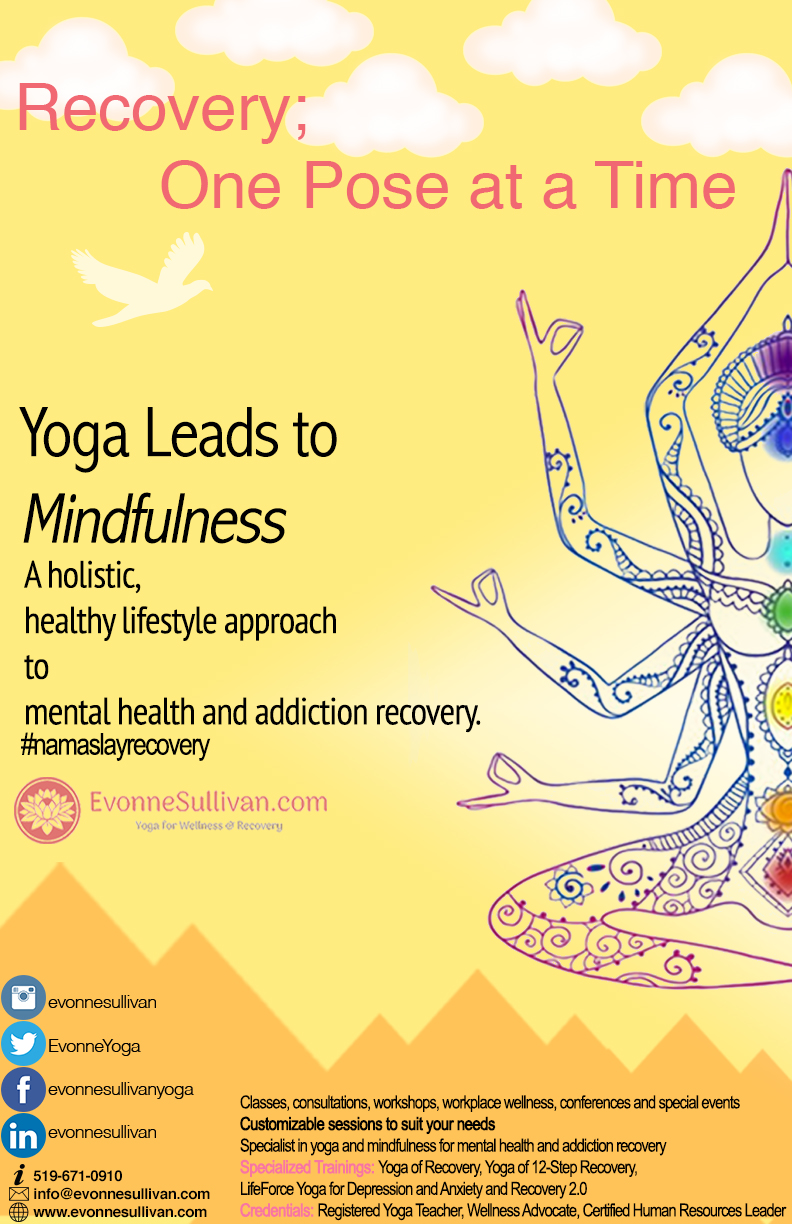 Recovery;
One Pose at a Time
Yoga Leads to
Mindfulness
A holistic,
healthy lifestyle approach
to
mental health and addiction recovery.
#namaslayrecovery
EvonneSullivan.com
Yoga for Wellness @ Recovery
evonnesullivan
EvonneYoga
evonnesullivanyoga
evonnesullivan
519-671-0910
info@evonnesullivan.com
www.evonnesullivan.com
Classes, consultations, workshops, workplace wellness, conferences and special events
Customizable sessions to suit your needs
Specialist in yoga and mindfulness for mental health and addiction recovery
Specialized Trainings: Yoga of Recovery, Yoga of 12-Step Recovery,
LifeForce Yoga for Depression and Anxiety and Recovery 2.0
Credentials: Registered Yoga Teacher, Wellness Advocate, Certified Human Resources Leader